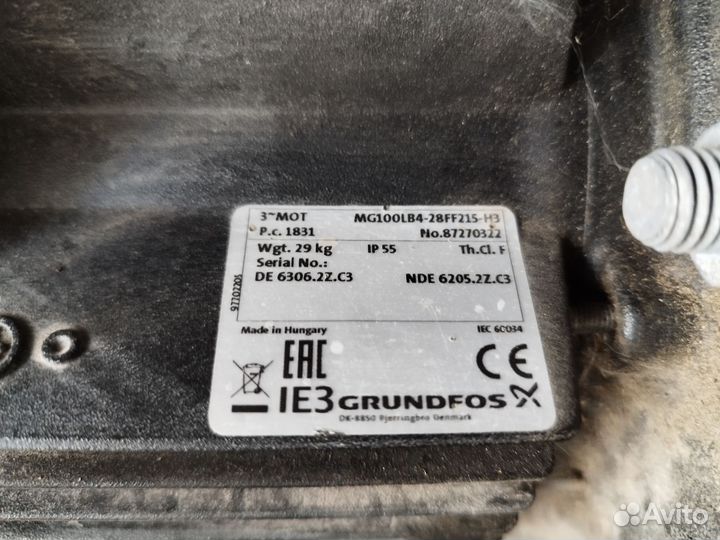 3~MOT MG100LB4-28FF215-H3
P.c. 1831 No.87270322
Wgt. 29 kg IP 55 Th.Cl. F
Serial No.:
DE 6306.2Z.C3 NDE 6205.2Z.C3
97702205
Made in Hungary IEC 60034
EAC CE
IE3 GRUNDFOS
DK-8850 Bjerringbro Denmark
Avito